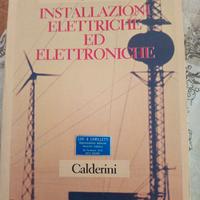 INSTALLAZIONI
ELETTRICHE
ED
ELETTRONICHE
Calderini